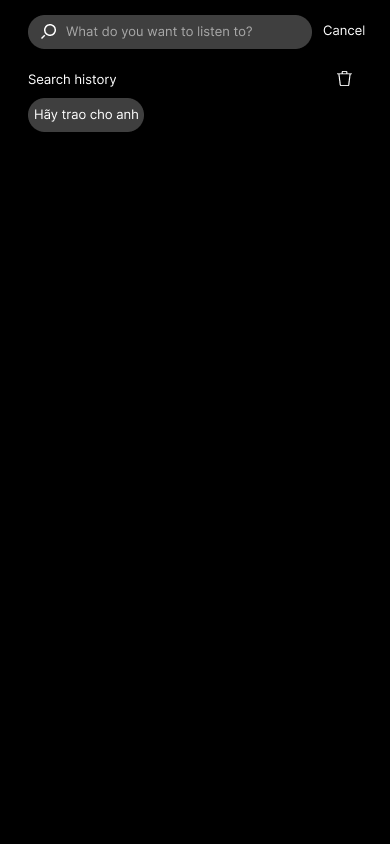 What do you want to listen to?
Cancel
Search history
Hãy trao cho anh